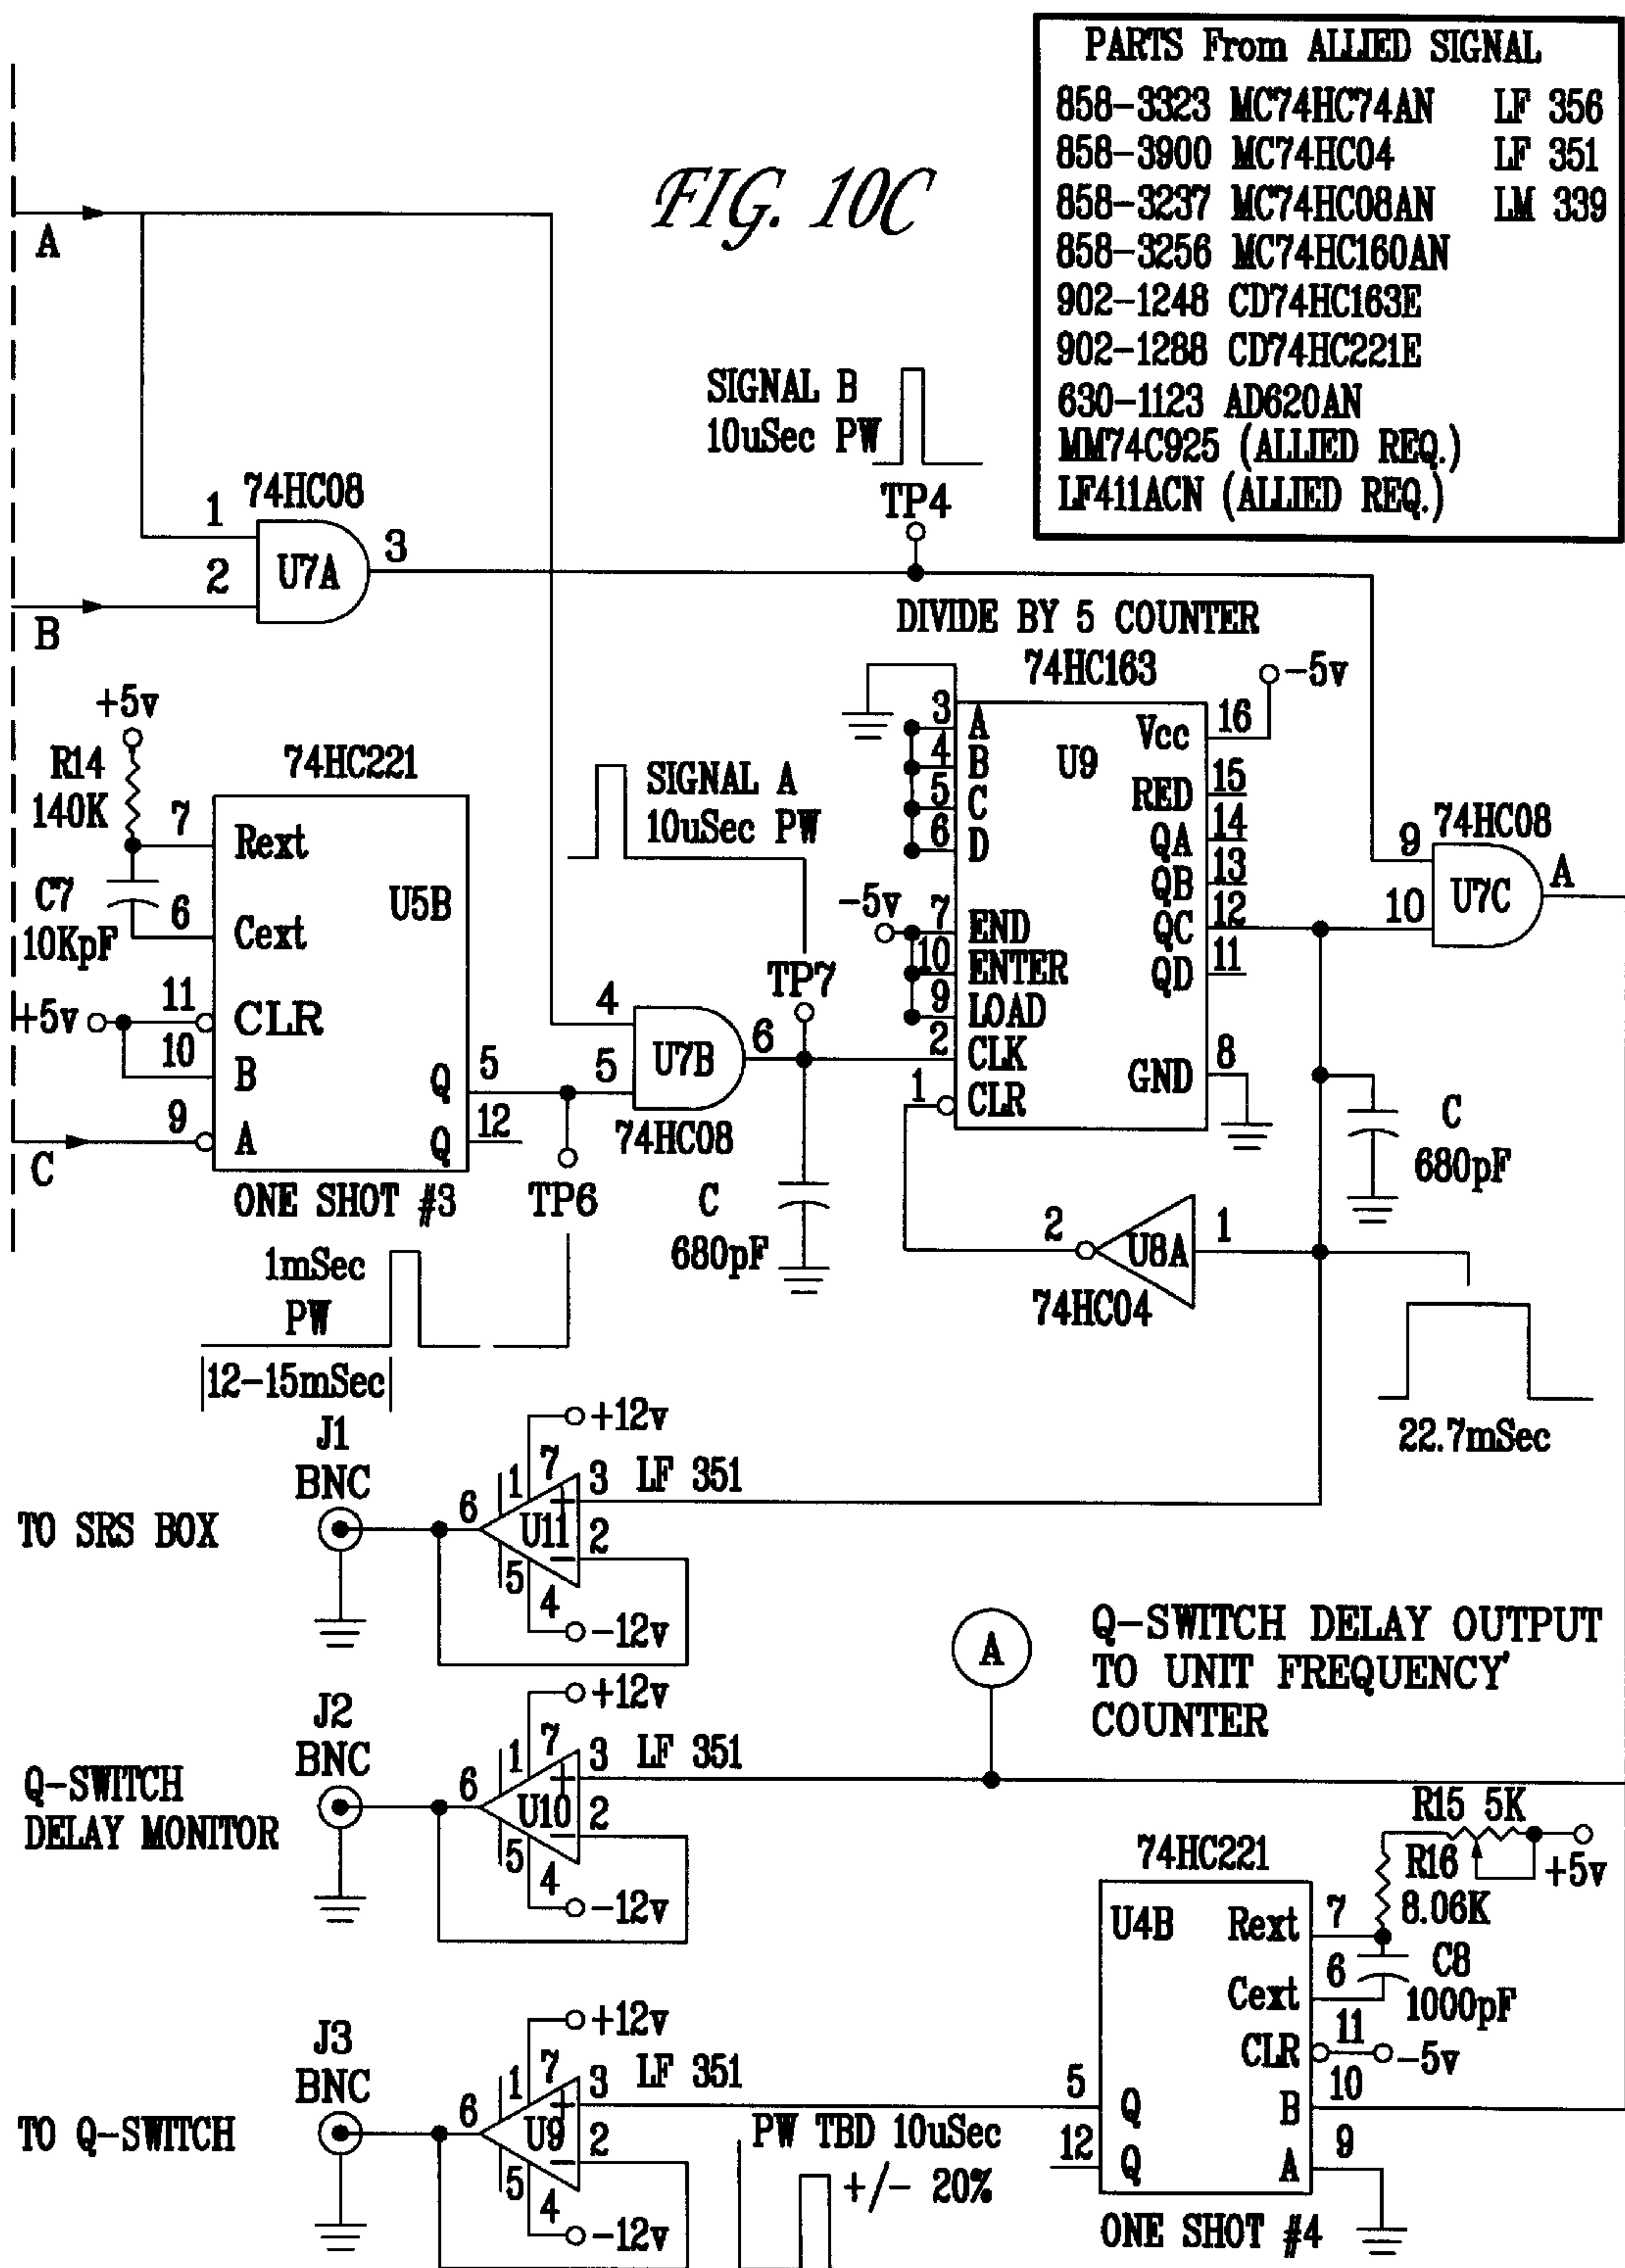 PARTS From ALLIED SIGNAL
858-3323 MC74HC74AN LF 356
858-3900 MC74HC04 LF 351
858-3237 MC74HC08AN LM 339
858-3256 MC74HC160AN
902-1248 CD74HC163E
902-1288 CD74HC221E
630-1123 AD620AN
MM74C925 (ALLIED REQ.)
LF411ACN (ALLIED REQ.)
FIG. 10C
A
SIGNAL B
10uSec PW
TP4
74HC08
1
2
U7A
3
B
DIVIDE BY 5 COUNTER
74HC163
-5v
+5v
R14
140K
74HC221
7
Rext
U5B
C7
10KpF
6
Cext
+5v
11
CLR
10
B
Q
5
9
A
Q
12
C
ONE SHOT #3
TP6
SIGNAL A
10uSec PW
TP7
4
5
U7B
6
74HC08
C
680pF
3
A
4
B
5
C
6
D
U9
Vcc
16
RED
15
QA
14
QB
13
QC
12
QD
11
-5v
7
END
10
ENTER
9
LOAD
2
CLK
1
CLR
GND
8
74HC08
9
10
U7C
A
C
680pF
2
U8A
1
74HC04
22.7mSec
1mSec
PW
12-15mSec
J1
BNC
TO SRS BOX
+12v
1
7
3
LF 351
6
U11
2
5
4
-12v
A
Q-SWITCH DELAY OUTPUT
TO UNIT FREQUENCY'
COUNTER
J2
BNC
Q-SWITCH
DELAY MONITOR
+12v
1
7
3
LF 351
6
U10
2
5
4
-12v
R15 5K
+5v
R16
8.06K
74HC221
U4B
Rext
7
Cext
6
C8
1000pF
CLR
11
-5v
B
10
A
9
Q
5
Q
12
ONE SHOT #4
J3
BNC
TO Q-SWITCH
+12v
1
7
3
LF 351
6
U9
2
5
4
-12v
PW TBD 10uSec
+/- 20%